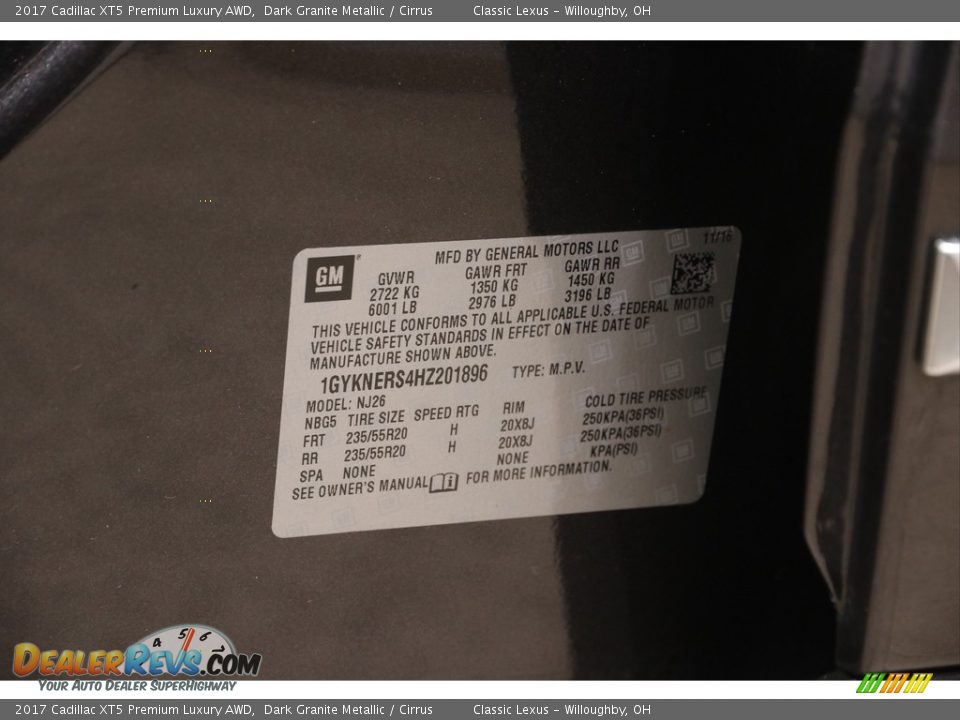 2017 Cadillac XT5 Premium Luxury AWD, Dark Granite Metallic / Cirrus Classic Lexus – Willoughby, OH
11/16
GM
MFD BY GENERAL MOTORS LLC
GVWR GAWR FRT GAWR RR
2722 KG 1350 KG 1450 KG
6001 LB 2976 LB 3196 LB
THIS VEHICLE CONFORMS TO ALL APPLICABLE U.S. FEDERAL MOTOR
VEHICLE SAFETY STANDARDS IN EFFECT ON THE DATE OF
MANUFACTURE SHOWN ABOVE.
1GYKNERS4HZ201896 TYPE: M.P.V.
MODEL: NJ26
NBG5 TIRE SIZE SPEED RTG RIM COLD TIRE PRESSURE
FRT 235/55R20 H 20X8J 250KPA(36PSI)
RR 235/55R20 H 20X8J 250KPA(36PSI)
SPA NONE NONE KPA(PSI)
SEE OWNER'S MANUAL FOR MORE INFORMATION.
4 5 6
DEALERREVS.COM
YOUR AUTO DEALER SUPERHIGHWAY
2017 Cadillac XT5 Premium Luxury AWD, Dark Granite Metallic / Cirrus Classic Lexus – Willoughby, OH